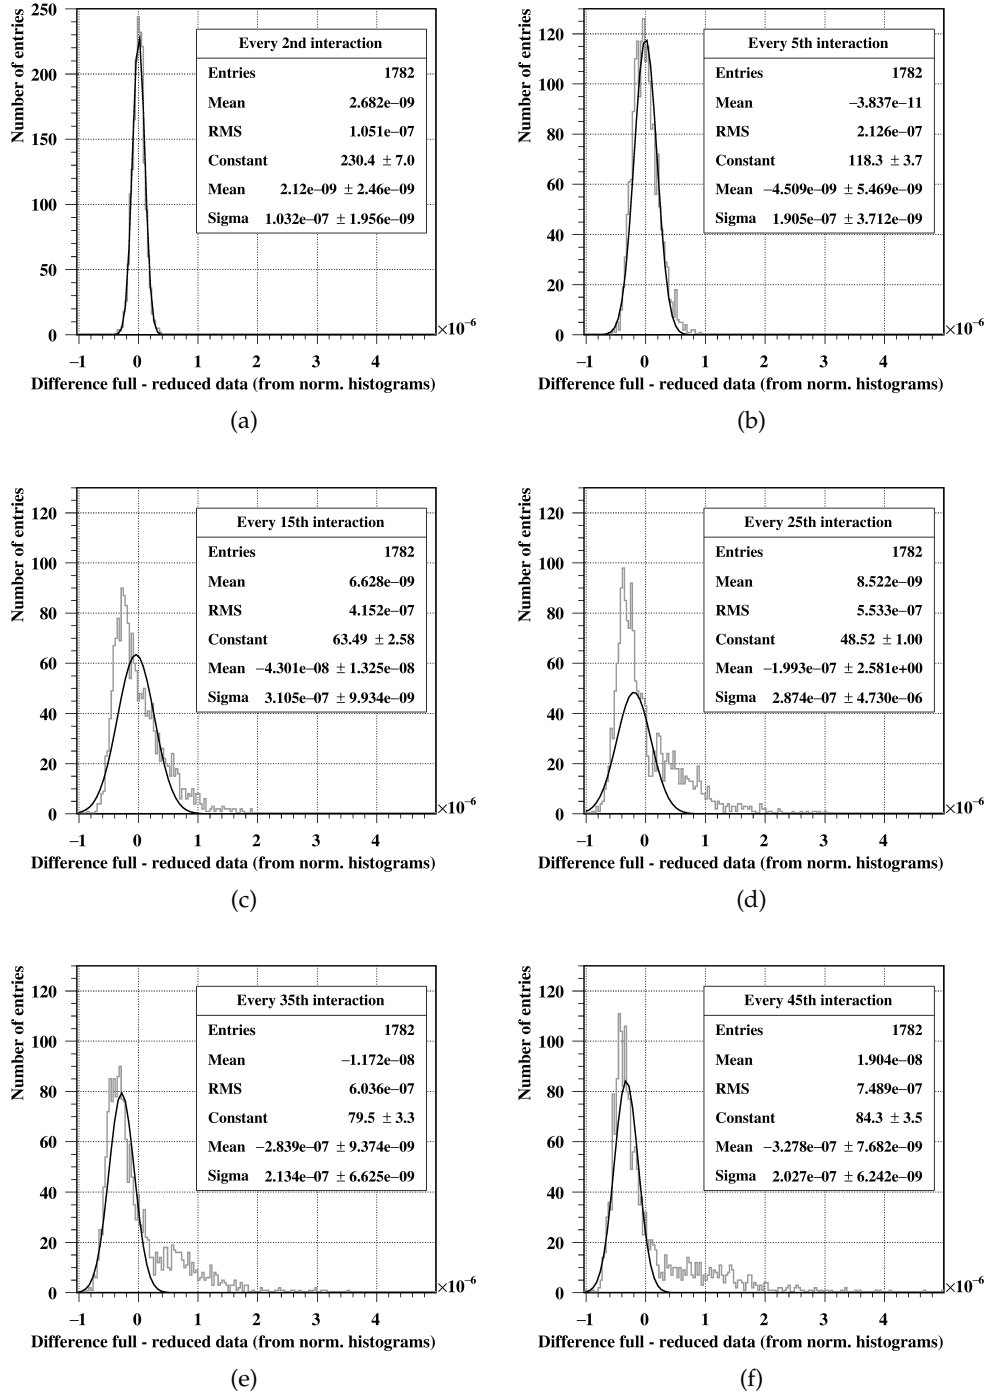 Number of entries
250
200
150
100
50
0
Every 2nd interaction
Entries 1782
Mean 2.682e−09
RMS 1.051e−07
Constant 230.4 ± 7.0
Mean 2.12e−09 ± 2.46e−09
Sigma 1.032e−07 ± 1.956e−09
×10−6
−1 0 1 2 3 4
Difference full - reduced data (from norm. histograms)
(a)
Number of entries
120
100
80
60
40
20
0
Every 5th interaction
Entries 1782
Mean −3.837e−11
RMS 2.126e−07
Constant 118.3 ± 3.7
Mean −4.509e−09 ± 5.469e−09
Sigma 1.905e−07 ± 3.712e−09
×10−6
−1 0 1 2 3 4
Difference full - reduced data (from norm. histograms)
(b)
Number of entries
120
100
80
60
40
20
0
Every 15th interaction
Entries 1782
Mean 6.628e−09
RMS 4.152e−07
Constant 63.49 ± 2.58
Mean −4.301e−08 ± 1.325e−08
Sigma 3.105e−07 ± 9.934e−09
×10−6
−1 0 1 2 3 4
Difference full - reduced data (from norm. histograms)
(c)
Number of entries
120
100
80
60
40
20
0
Every 25th interaction
Entries 1782
Mean 8.522e−09
RMS 5.533e−07
Constant 48.52 ± 1.00
Mean −1.993e−07 ± 2.581e+00
Sigma 2.874e−07 ± 4.730e−06
×10−6
−1 0 1 2 3 4
Difference full - reduced data (from norm. histograms)
(d)
Number of entries
120
100
80
60
40
20
0
Every 35th interaction
Entries 1782
Mean −1.172e−08
RMS 6.036e−07
Constant 79.5 ± 3.3
Mean −2.839e−07 ± 9.374e−09
Sigma 2.134e−07 ± 6.625e−09
×10−6
−1 0 1 2 3 4
Difference full - reduced data (from norm. histograms)
(e)
Number of entries
120
100
80
60
40
20
0
Every 45th interaction
Entries 1782
Mean 1.904e−08
RMS 7.489e−07
Constant 84.3 ± 3.5
Mean −3.278e−07 ± 7.682e−09
Sigma 2.027e−07 ± 6.242e−09
×10−6
−1 0 1 2 3 4
Difference full - reduced data (from norm. histograms)
(f)